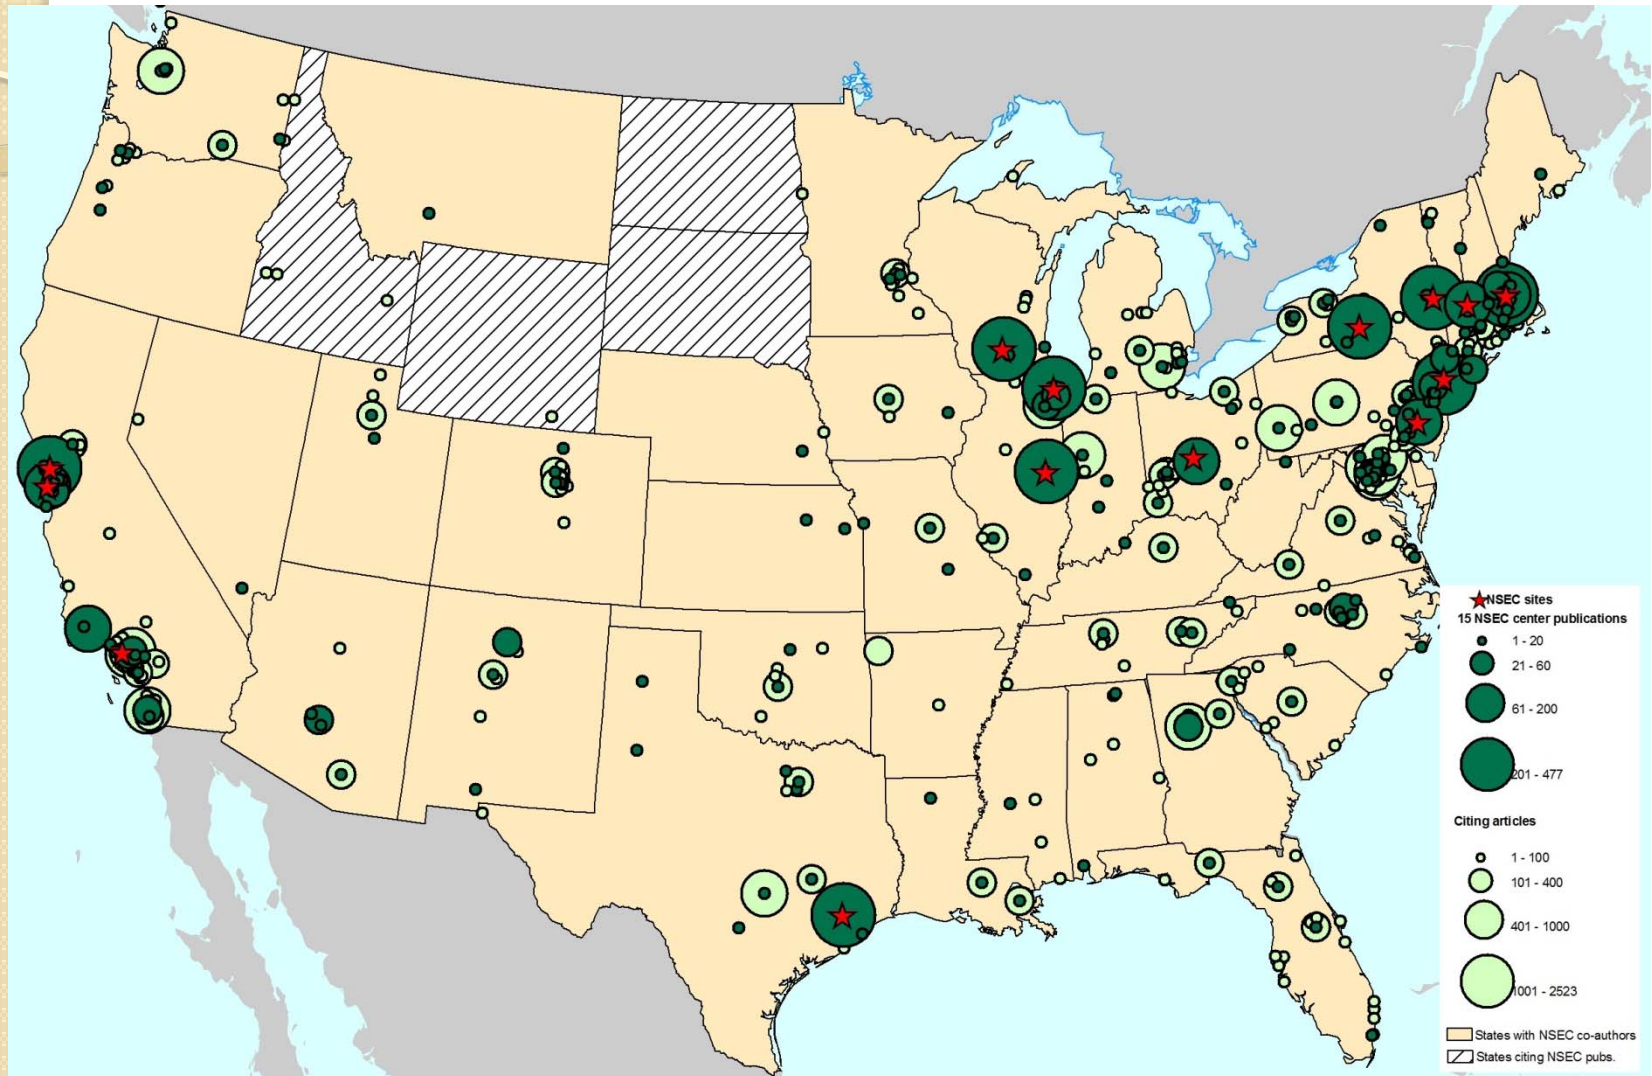 NSEC sites
15 NSEC center publications
1 - 20
21 - 60
61 - 200
201 - 477
Citing articles
1 - 100
101 - 400
401 - 1000
1001 - 2523
States with NSEC co-authors
States citing NSEC pubs.